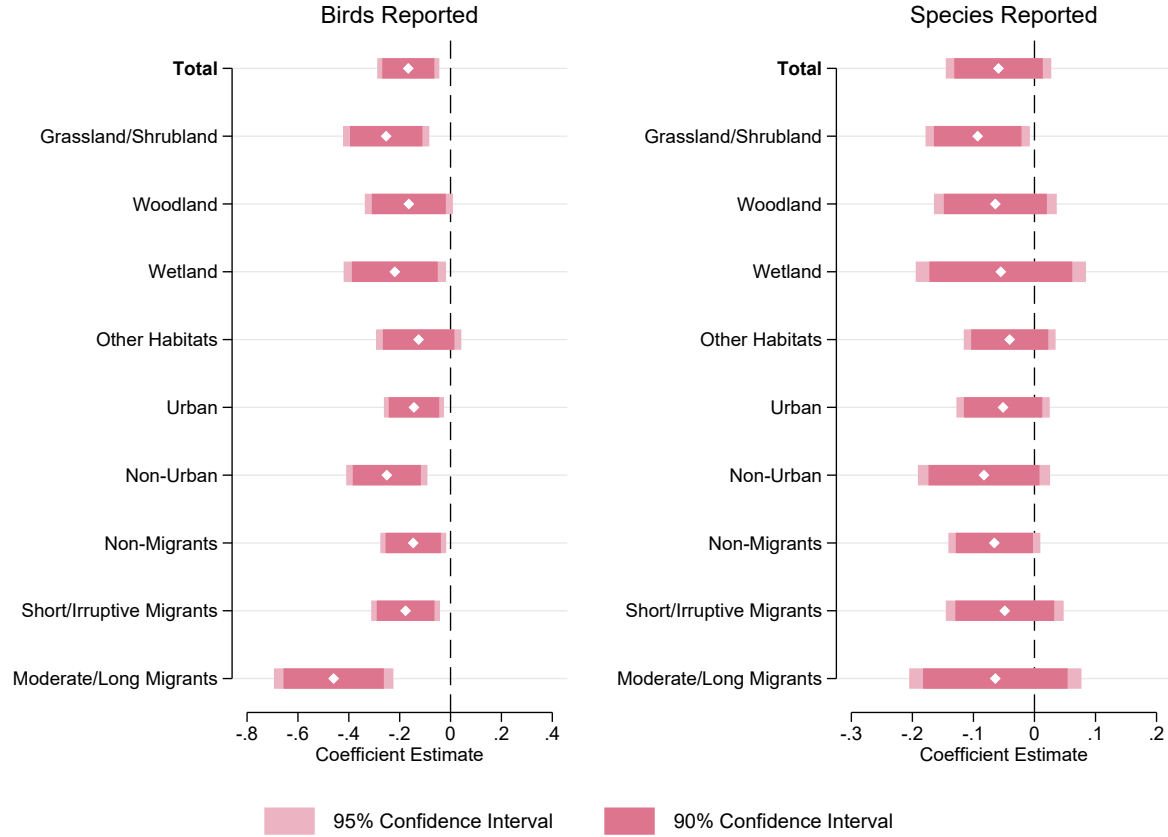 Birds Reported
Total
Grassland/Shrubland
Woodland
Wetland
Other Habitats
Urban
Non-Urban
Non-Migrants
Short/Irruptive Migrants
Moderate/Long Migrants
-.8 -.6 -.4 -.2 0 .2 .4
Coefficient Estimate
Species Reported
Total
Grassland/Shrubland
Woodland
Wetland
Other Habitats
Urban
Non-Urban
Non-Migrants
Short/Irruptive Migrants
Moderate/Long Migrants
-.3 -.2 -.1 0 .1 .2
Coefficient Estimate
95% Confidence Interval 90% Confidence Interval